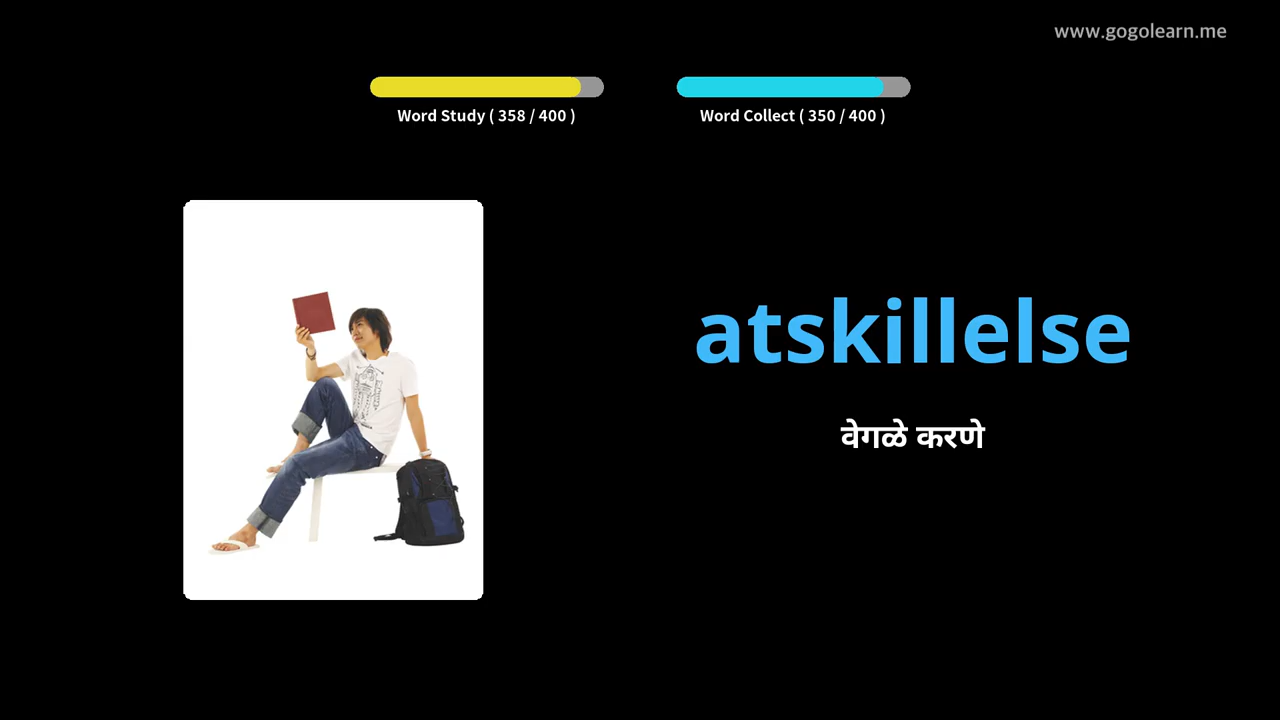 www.gogolearn.me
Word Study ( 358 / 400 )
Word Collect ( 350 / 400 )
atskillelse
वेगळे करणे